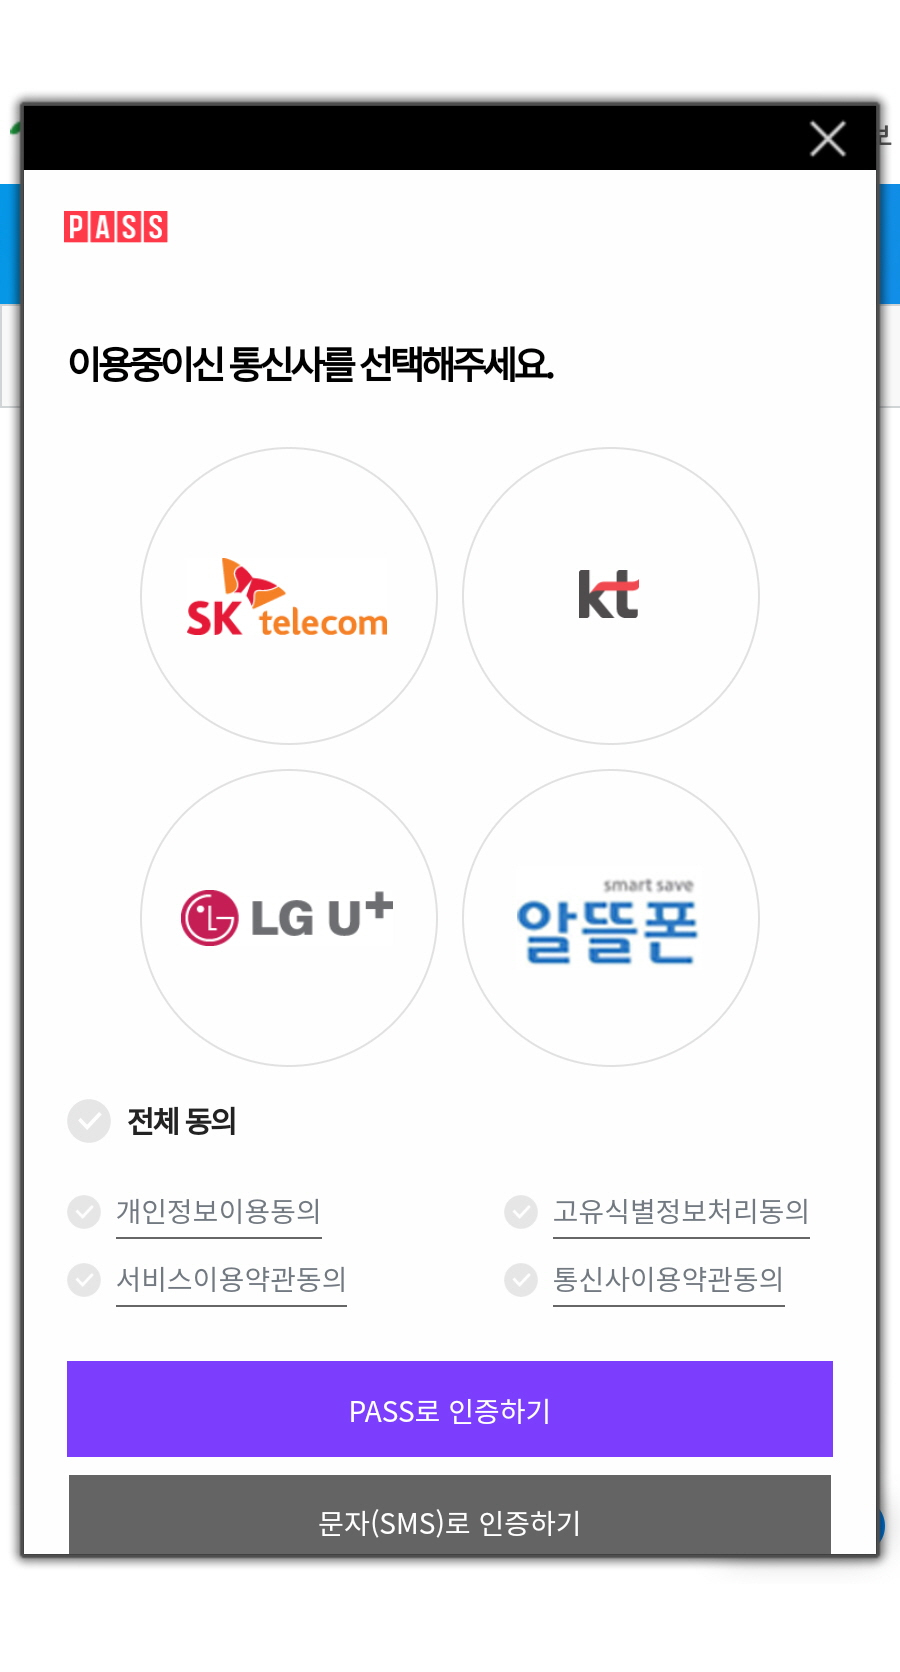 보
PASS
이용중이신 통신사를 선택해주세요.
SK telecom
kt
LG U+
smart save
알뜰폰
전체 동의
개인정보이용동의
고유식별정보처리동의
서비스이용약관동의
통신사이용약관동의
PASS로 인증하기
문자(SMS)로 인증하기